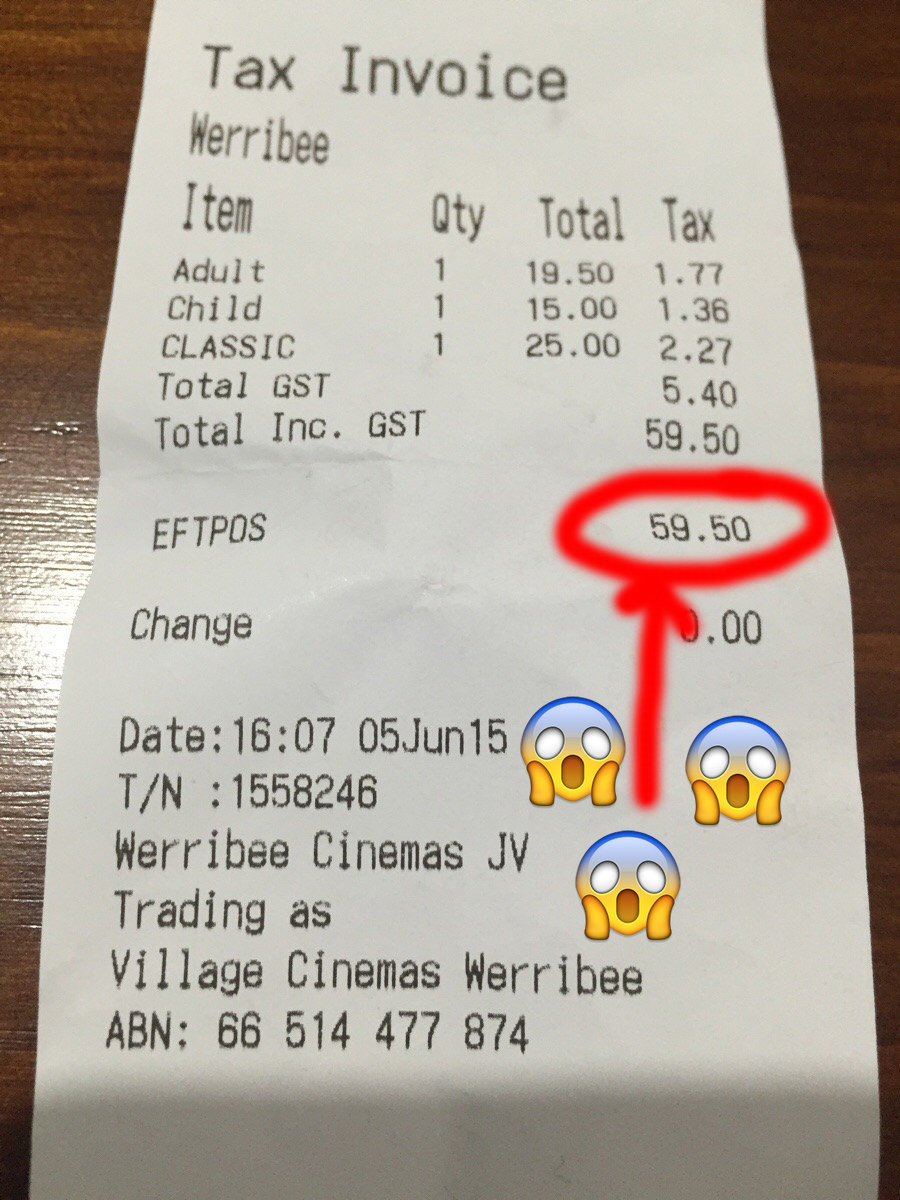 Tax Invoice
Werribee
Item Qty Total Tax
Adult 1 19.50 1.77
Child 1 15.00 1.36
CLASSIC 1 25.00 2.27
Total GST 5.40
Total Inc. GST 59.50
EFTPOS 59.50
Change 0.00
Date:16:07 05Jun15
T/N :1558246
Werribee Cinemas JV
Trading as
Village Cinemas Werribee
ABN: 66 514 477 874